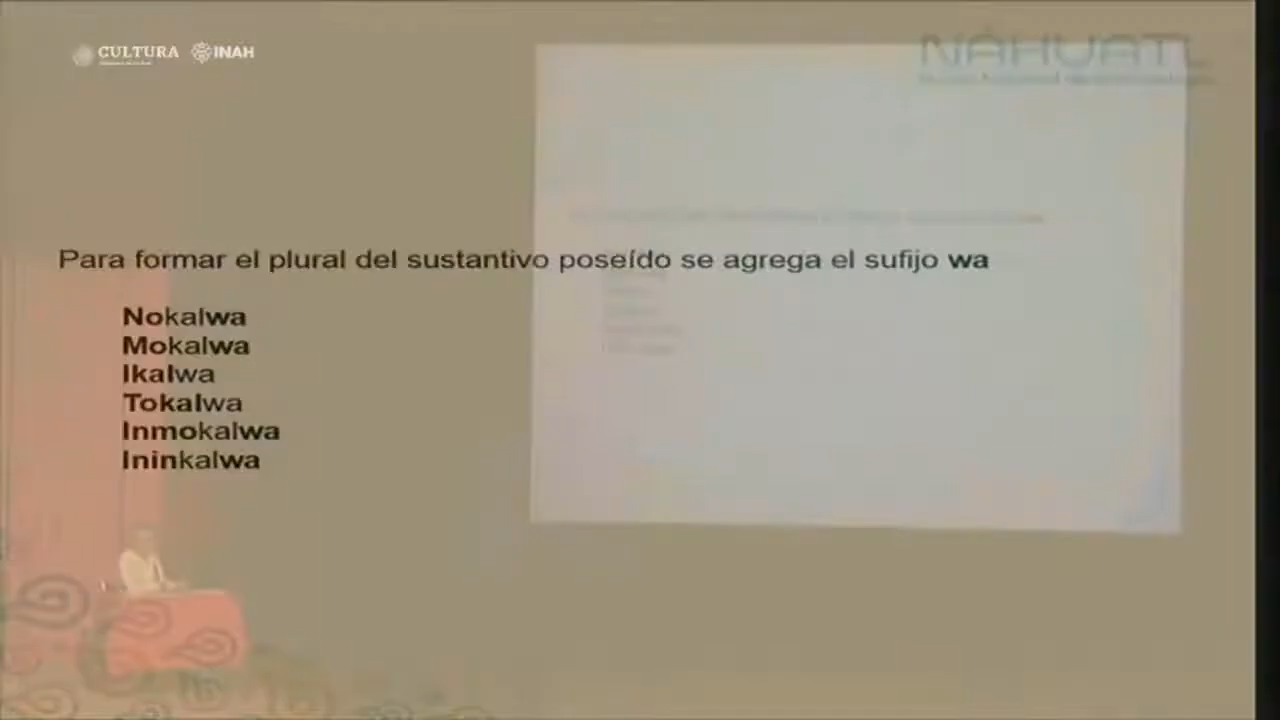 CULTURA INAH
NÁHUATL
Para formar el plural del sustantivo poseído se agrega el sufijo wa
Nokalwa
Mokalwa
Ikalwa
Tokalwa
Inmokalwa
Ininkalwa